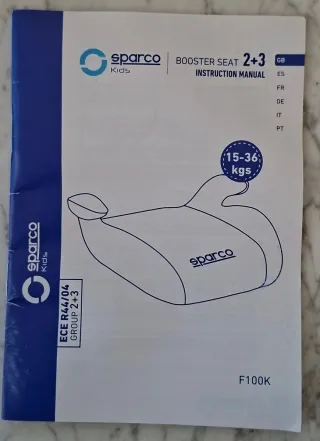 sparco
Kids
BOOSTER SEAT 2+3
INSTRUCTION MANUAL
GB
ES
FR
DE
IT
PT
15-36
kgs
sparco
sparco
Kids
ECE R44/04
GROUP 2+3
F100K